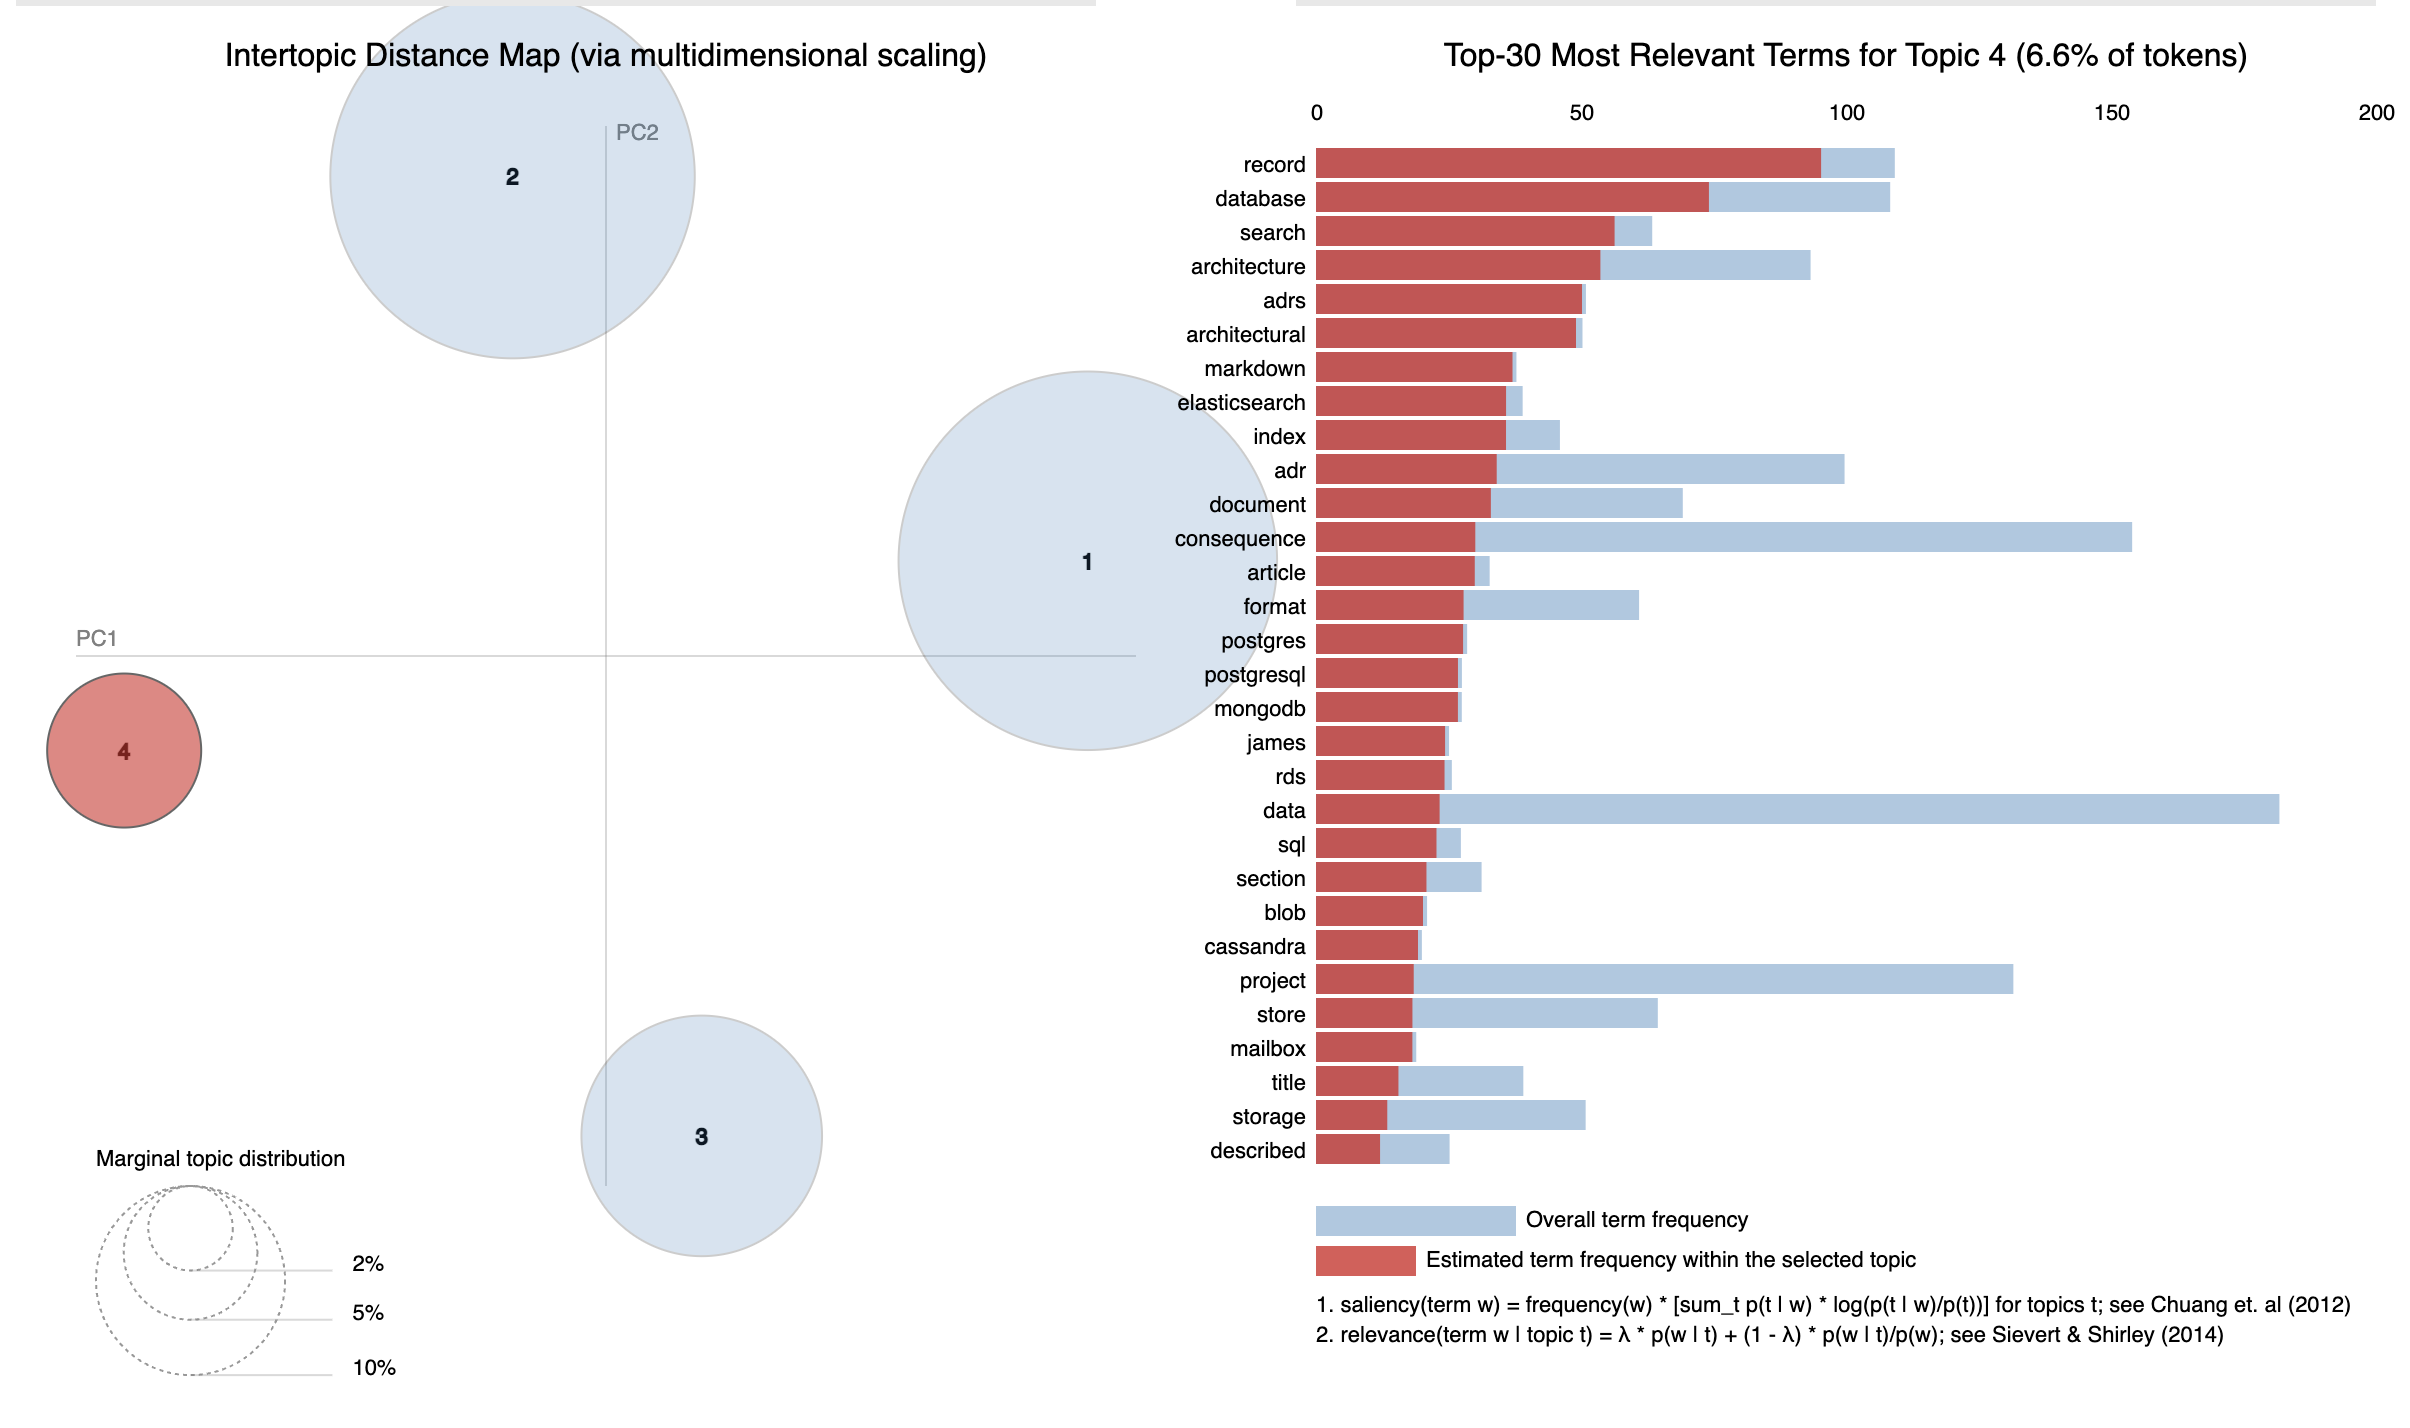 Intertopic Distance Map (via multidimensional scaling)
PC2
2
1
PC1
4
3
Marginal topic distribution
2%
5%
10%
Top-30 Most Relevant Terms for Topic 4 (6.6% of tokens)
0 50 100 150 200
record
database
search
architecture
adrs
architectural
markdown
elasticsearch
index
adr
document
consequence
article
format
postgres
postgresql
mongodb
james
rds
data
sql
section
blob
cassandra
project
store
mailbox
title
storage
described
Overall term frequency
Estimated term frequency within the selected topic
1. saliency(term w) = frequency(w) * [sum_t p(t | w) * log(p(t | w)/p(t))] for topics t; see Chuang et. al (2012)
2. relevance(term w | topic t) = λ * p(w | t) + (1 - λ) * p(w | t)/p(w); see Sievert & Shirley (2014)